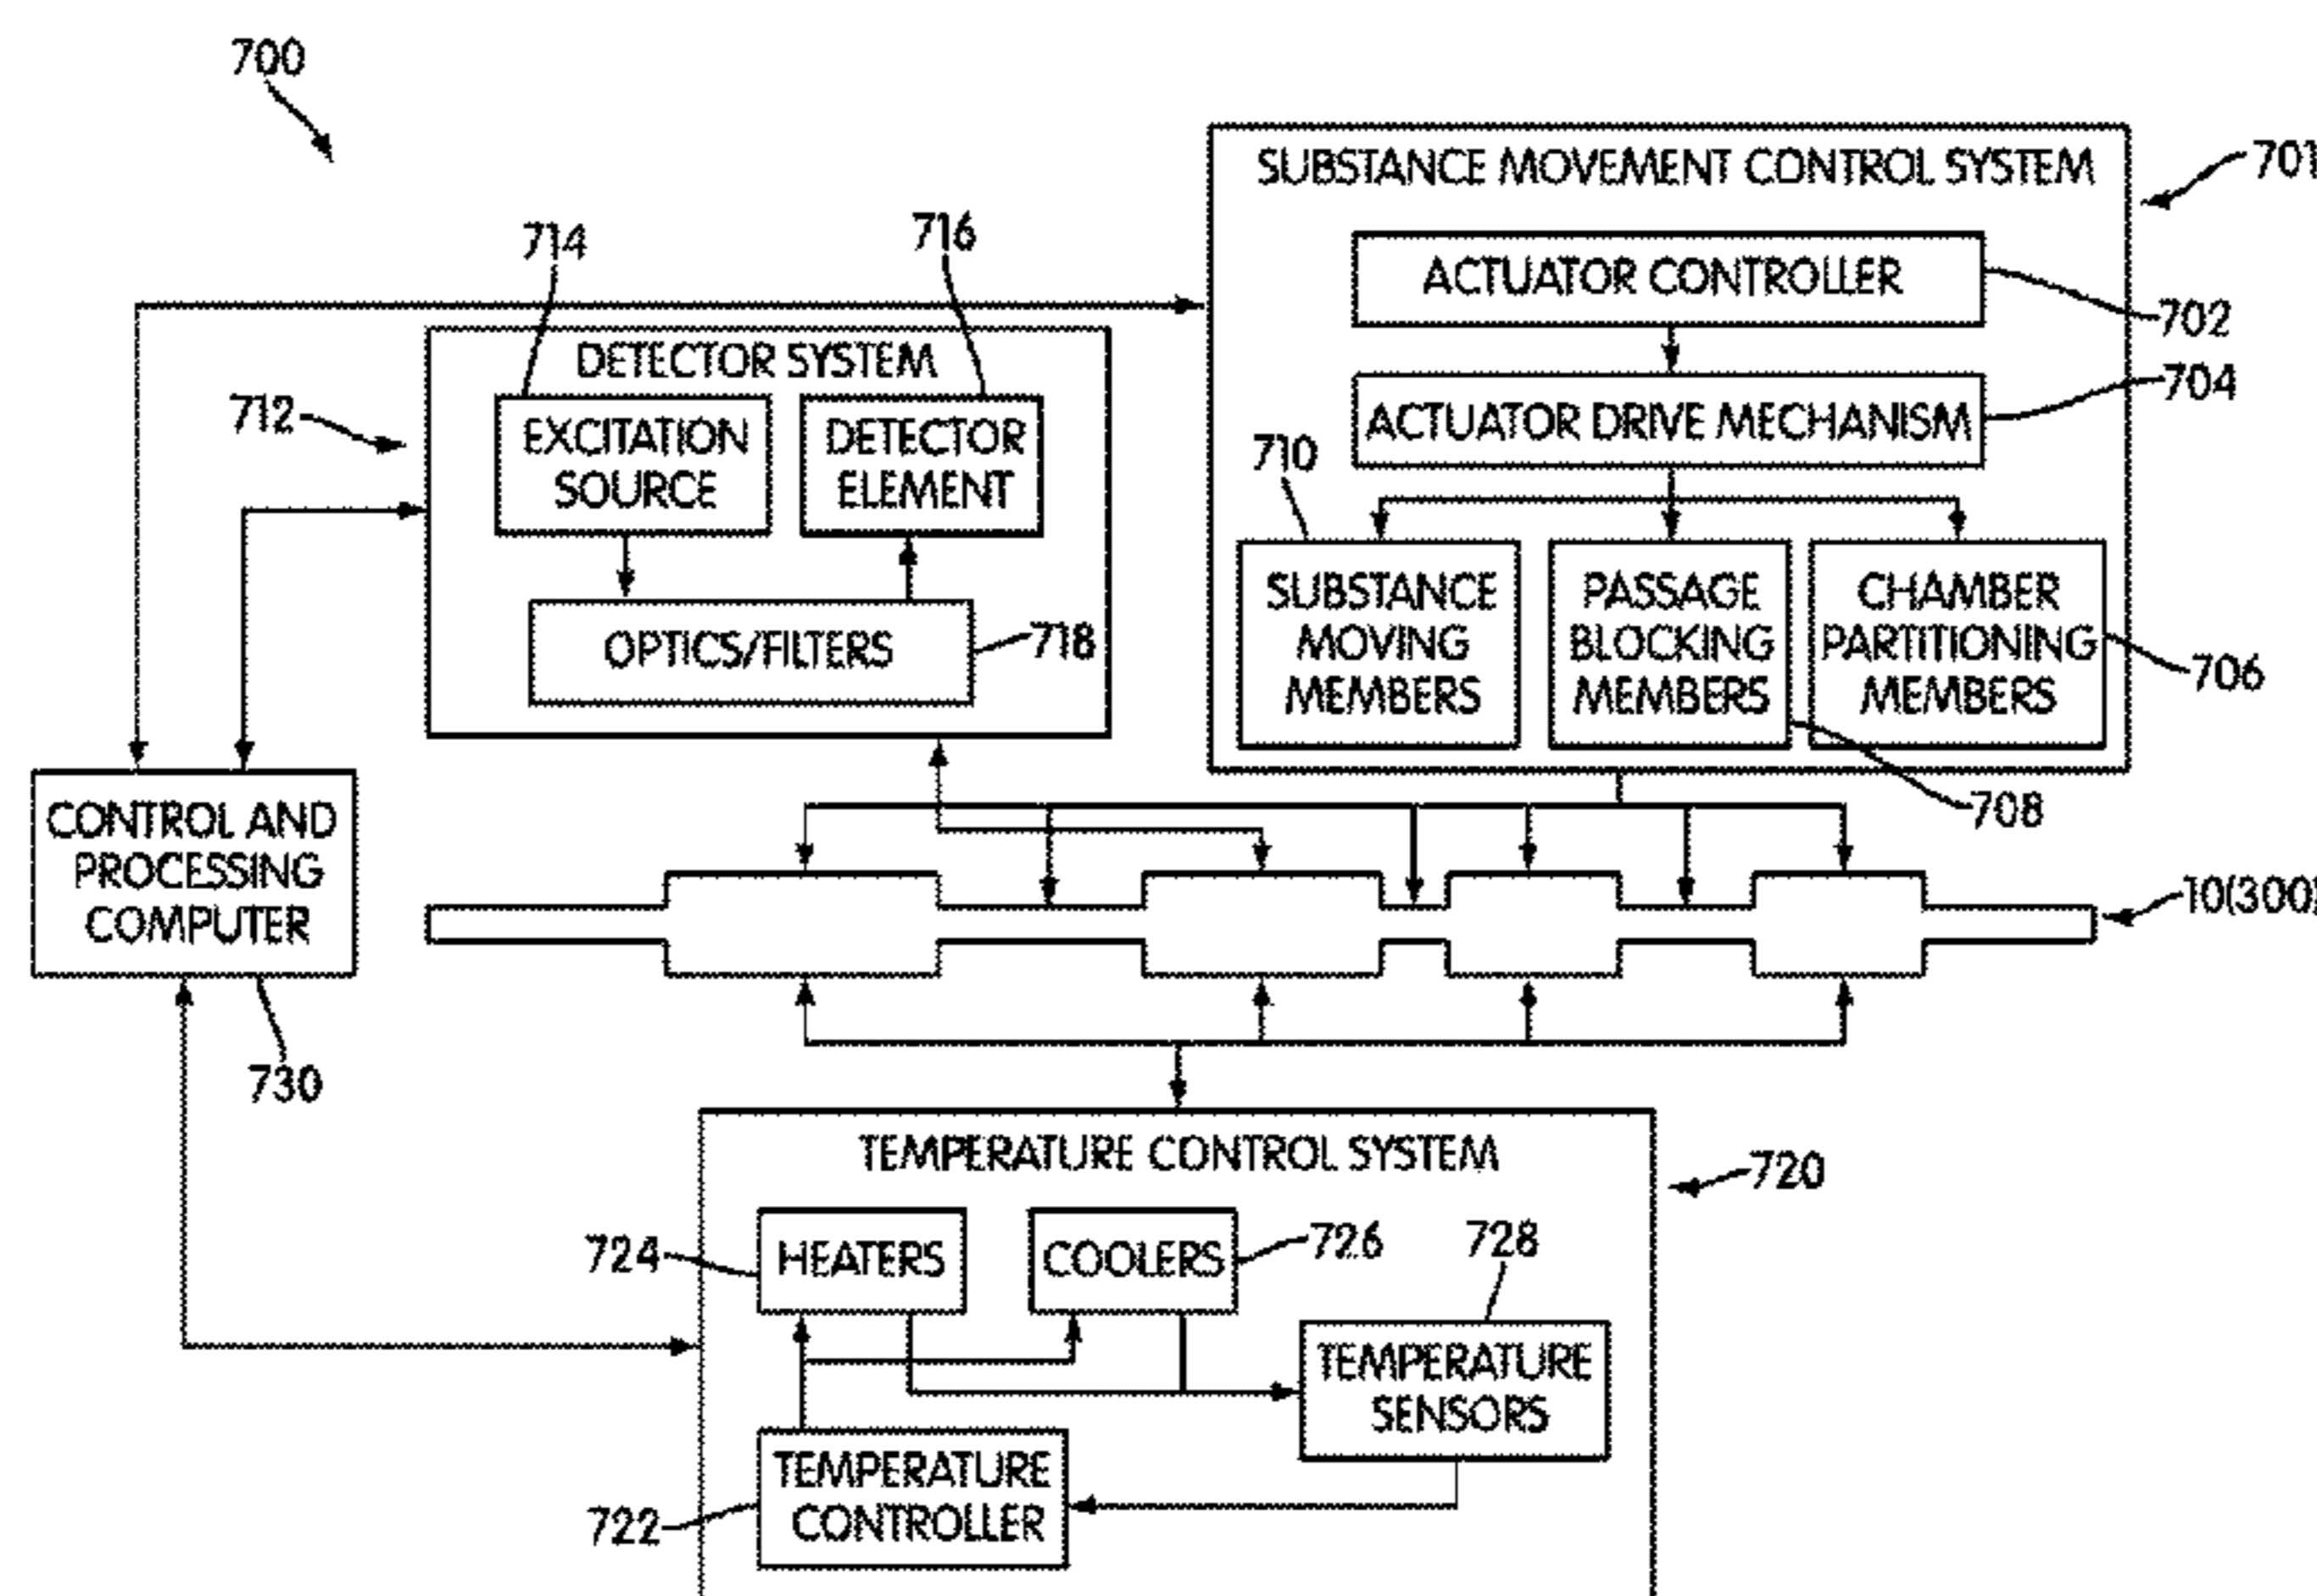 700
SUBSTANCE MOVEMENT CONTROL SYSTEM
701
ACTUATOR CONTROLLER
702
ACTUATOR DRIVE MECHANISM
704
710
SUBSTANCE
MOVING
MEMBERS
PASSAGE
BLOCKING
MEMBERS
708
CHAMBER
PARTITIONING
MEMBERS
706
714
716
DETECTOR SYSTEM
712
EXCITATION
SOURCE
DETECTOR
ELEMENT
OPTICS/FILTERS
718
CONTROL AND
PROCESSING
COMPUTER
730
10(300)
TEMPERATURE CONTROL SYSTEM
720
724
HEATERS
COOLERS
726
728
TEMPERATURE
SENSORS
TEMPERATURE
CONTROLLER
722